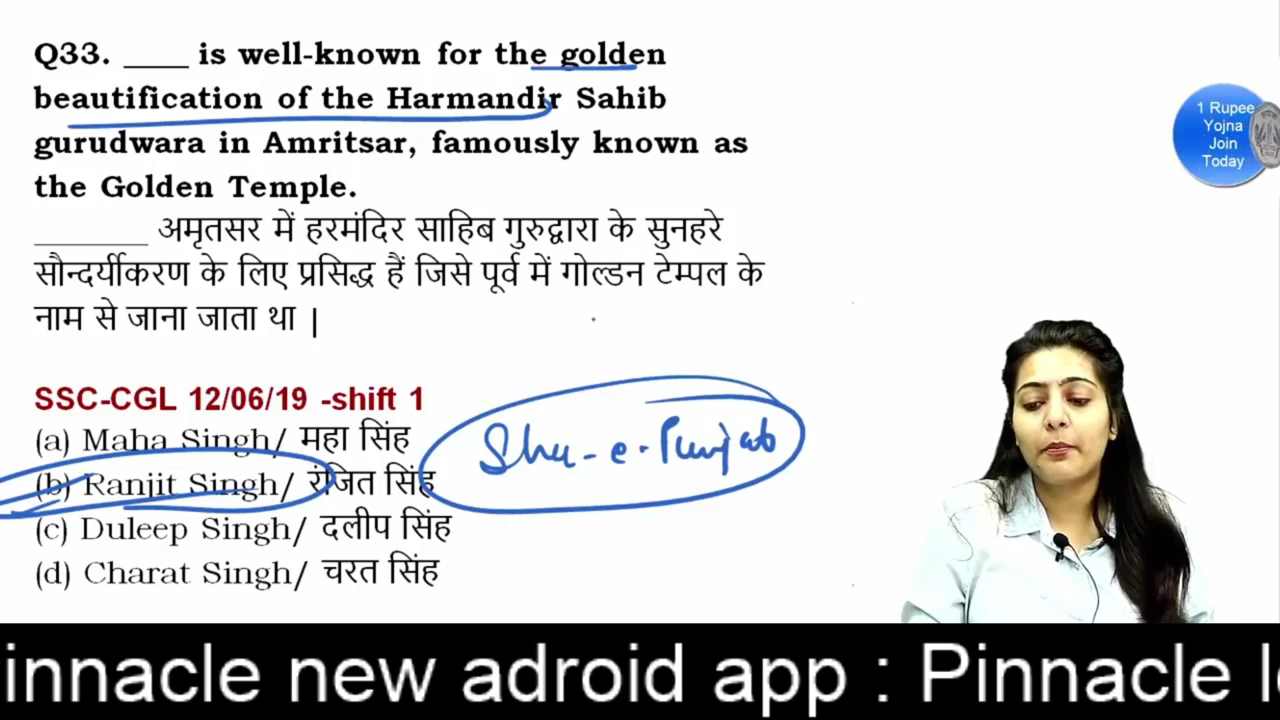 Q33. ____ is well-known for the golden
beautification of the Harmandir Sahib
gurudwara in Amritsar, famously known as
the Golden Temple.
_______ अमृतसर में हरमंदिर साहिब गुरुद्वारा के सुनहरे
सौन्दर्यीकरण के लिए प्रसिद्ध हैं जिसे पूर्व में गोल्डन टेम्पल के
नाम से जाना जाता था |
SSC-CGL 12/06/19 -shift 1
(a) Maha Singh/ महा सिंह
(b) Ranjit Singh/ रंजित सिंह
(c) Duleep Singh/ दलीप सिंह
(d) Charat Singh/ चरत सिंह
She-e-Punjab
1 Rupee
Yojna
Join
Today
innacle new adroid app : Pinnacle l